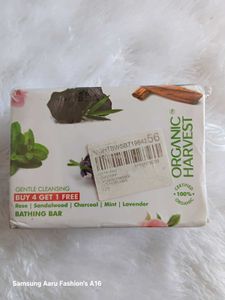 ORGANIC
HARVEST
CERTIFIED
100%
ORGANIC
GENTLE CLEANSING
BUY 4 GET 1 FREE
Rose | Sandalwood | Charcoal | Mint | Lavender
BATHING BAR
Samsung Aaru Fashion's A16